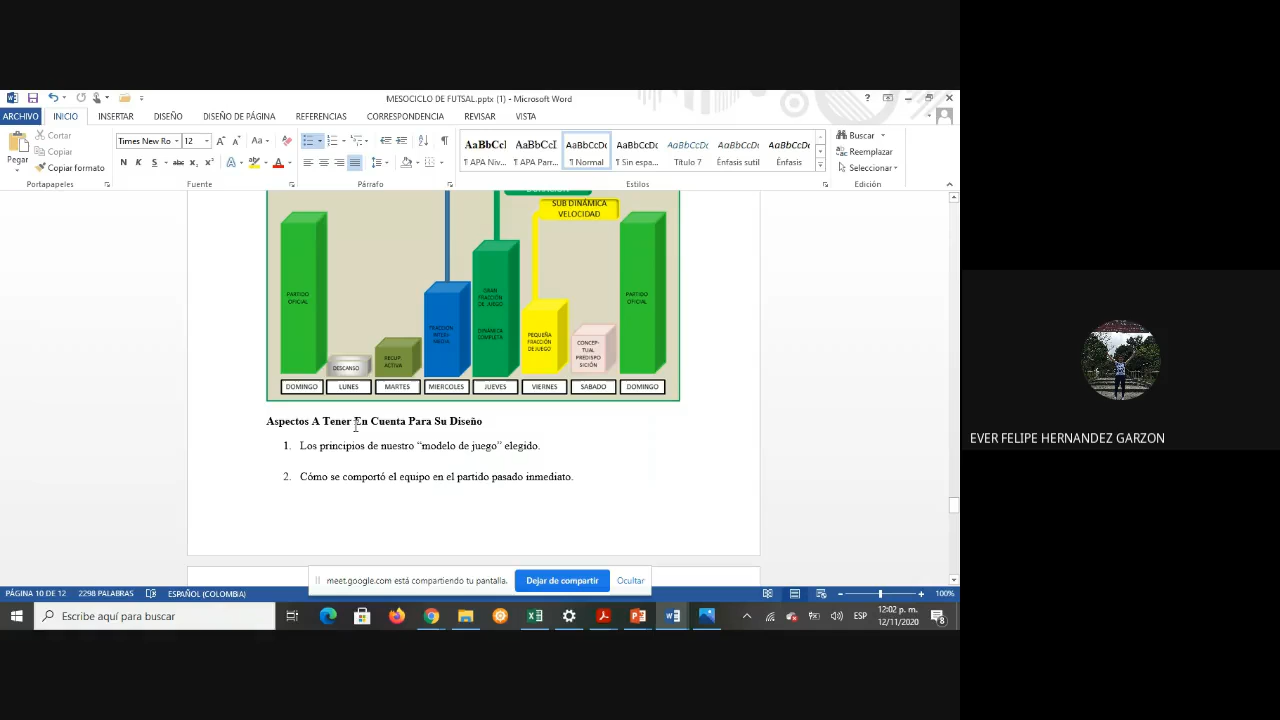 MESOCICLO DE FUTSAL.pptx (1) - Microsoft Word
ARCHIVO INICIO INSERTAR DISEÑO DISEÑO DE PÁGINA REFERENCIAS CORRESPONDENCIA REVISAR VISTA
Pegar
Cortar
Copiar
Copiar formato
Times New Ro 12
AaBbCcI AaBbCcI AaBbCcDc AaBbCcDc AaBbCcDc AaBbCcDc AaBbCcDc
¶ APA Niv... ¶ APA Parr... ¶ Normal ¶ Sin espa... Título 7 Énfasis sutil Énfasis
Buscar
Reemplazar
Seleccionar
Portapapeles Fuente Párrafo Estilos Edición
SUB DINÁMICA
VELOCIDAD
PARTIDO
OFICIAL
DESCANSO
RECUP.
ACTIVA
GRAN
FRACCIÓN
DE JUEGO
DINÁMICA
COMPLETA
PEQUEÑA
FRACCIÓN
DE JUEGO
CONCEP-
TUAL
PREDISPO
SICIÓN
PARTIDO
OFICIAL
DOMINGO LUNES MARTES MIERCOLES JUEVES VIERNES SABADO DOMINGO
Aspectos A Tener En Cuenta Para Su Diseño
1. Los principios de nuestro “modelo de juego” elegido.
2. Cómo se comportó el equipo en el partido pasado inmediato.
meet.google.com está compartiendo tu pantalla. Dejar de compartir Ocultar
PÁGINA 10 DE 12 2298 PALABRAS ESPAÑOL (COLOMBIA) 100%
Escribe aquí para buscar
ESP
12:02 p. m.
12/11/2020
8
EVER FELIPE HERNANDEZ GARZON